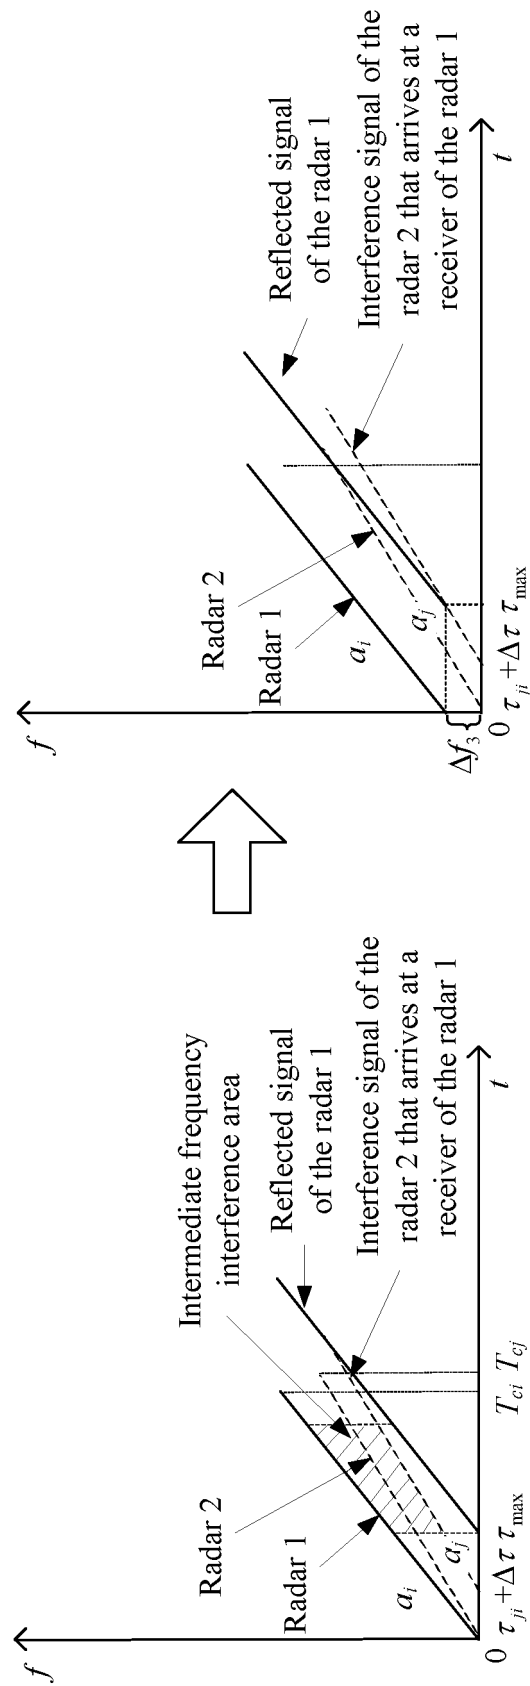 f
Intermediate frequency
interference area
Radar 2
Radar 1
Reflected signal
of the radar 1
Interference signal of the
radar 2 that arrives at a
receiver of the radar 1
a_i
a_j
0 τ_ji + Δτ τ_max
T_ci T_cj
t
f
Radar 2
Radar 1
Reflected signal
of the radar 1
Interference signal of the
radar 2 that arrives at a
receiver of the radar 1
a_i
a_j
Δf_3
0
τ_ji + Δτ τ_max
t